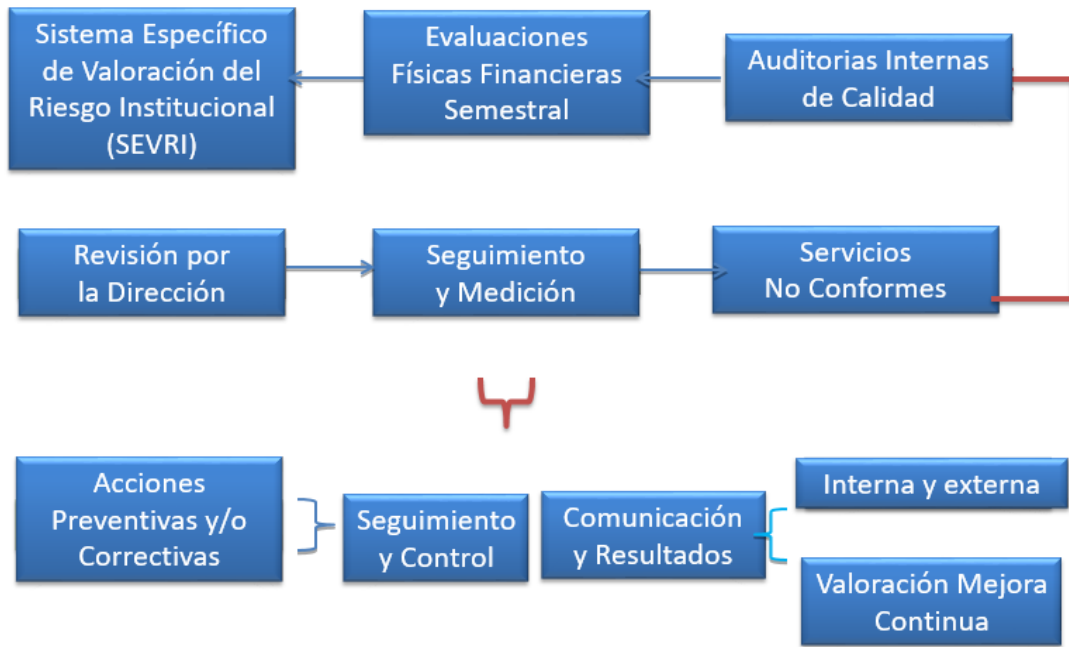 Sistema Específico
de Valoración del
Riesgo Institucional
(SEVRI)
Evaluaciones
Físicas Financieras
Semestral
Auditorias Internas
de Calidad
Revisión por
la Dirección
Seguimiento
y Medición
Servicios
No Conformes
Acciones
Preventivas y/o
Correctivas
Seguimiento
y Control
Comunicación
y Resultados
Interna y externa
Valoración Mejora
Continua